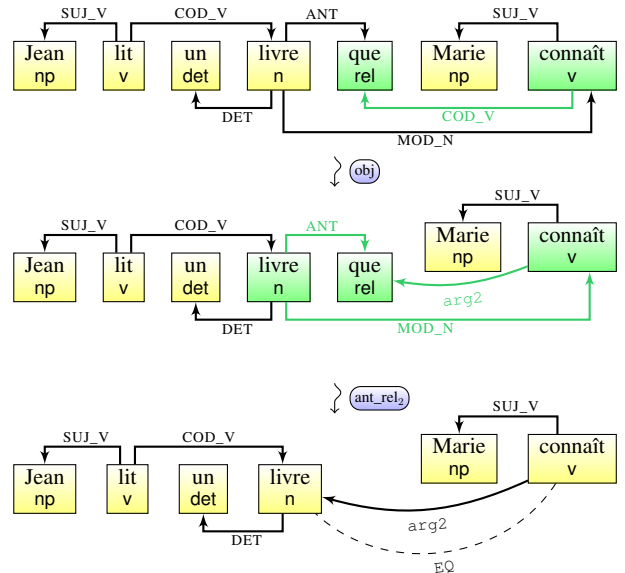 SUJ_V COD_V ANT SUJ_V
Jean lit un livre que Marie connaît
np v det n rel np v
DET COD_V
MOD_N
obj
SUJ_V COD_V ANT SUJ_V
Jean lit un livre que Marie connaît
np v det n rel np v
DET arg2
MOD_N
ant_rel₂
SUJ_V COD_V SUJ_V
Jean lit un livre Marie connaît
np v det n np v
DET arg2
EQ